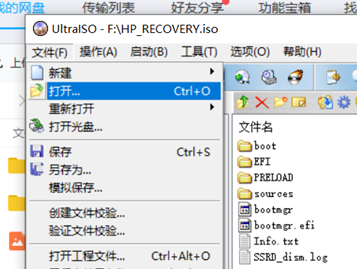 的网盘 传输列表 好友分享 功能宝箱 找
UltraISO - F:\HP_RECOVERY.iso
文件(F) 操作(A) 启动(B) 工具(T) 选项(O) 帮助(H)
上
文
新建
打开... Ctrl+O
重新打开
打开光盘...
保存 Ctrl+S
另存为...
模拟保存...
创建文件校验...
验证文件校验...
打开工程文件... Ctrl+Alt+O
文件名
boot
EFI
PRELOAD
sources
bootmgr
bootmgr.efi
Info.txt
SSRD_dism.log